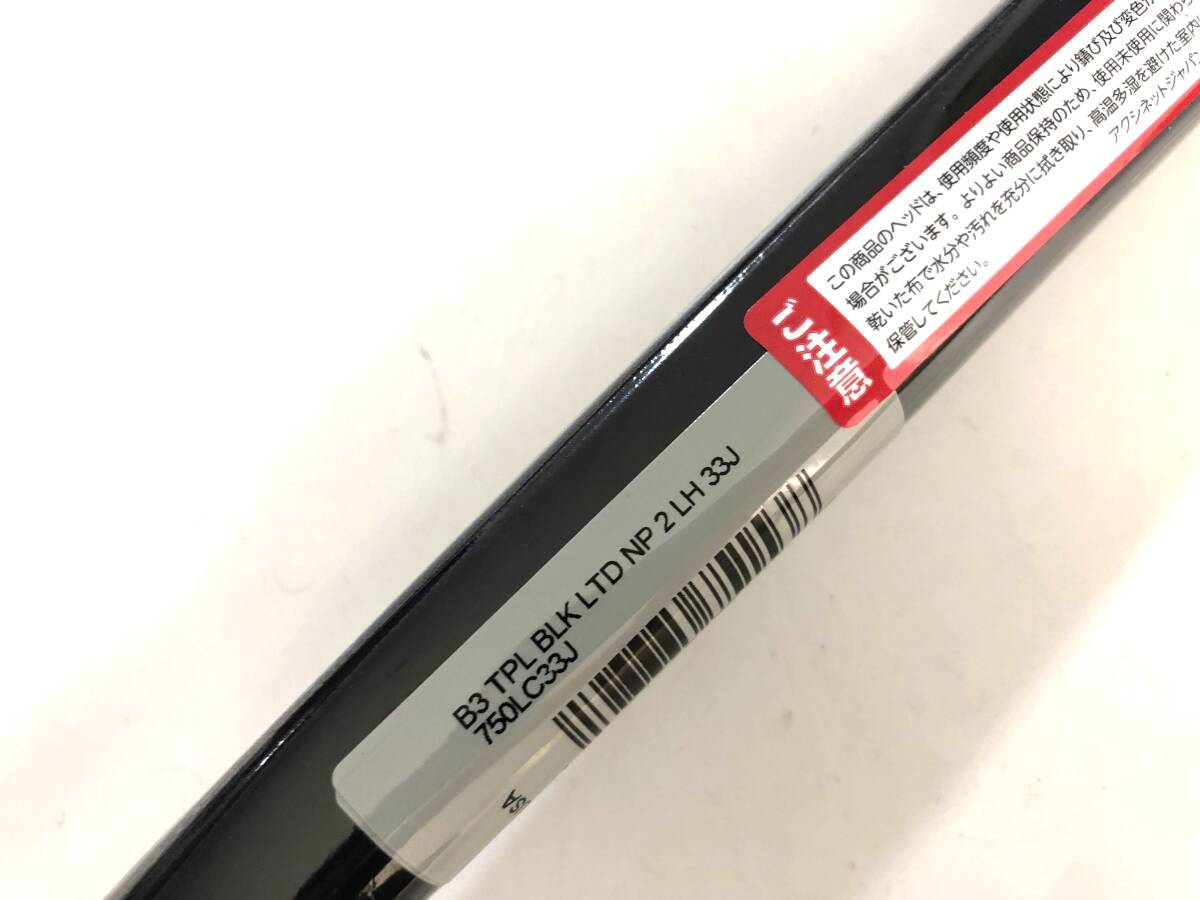 この商品のヘッドは、使用頻度や使用状態により錆び及び変色が
場合がございます。よりよい商品保持のため、使用未使用に関わら
乾いた布で水分や汚れを充分に拭き取り、高温多湿を避けた室内
保管してください。
アクシネットジャパン
ご注意
B3 TPL BLK LTD NP 2 LH 33J
750LC33J
SA